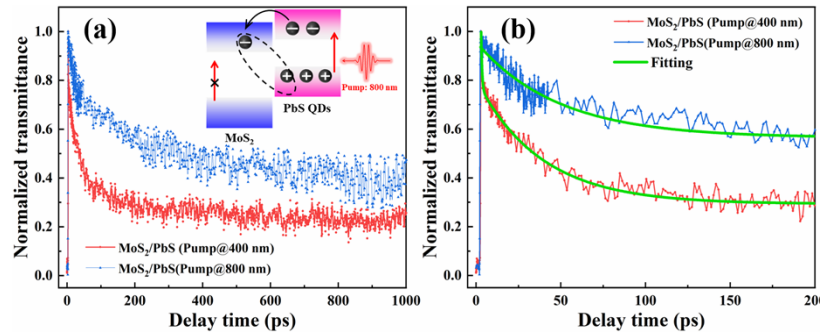 (a)
Normalized transmittance
1.0
0.8
0.6
0.4
0.2
0.0
0
200
400
600
800
1000
Delay time (ps)
MoS₂
PbS QDs
Pump: 800 nm
MoS₂/PbS (Pump@400 nm)
MoS₂/PbS(Pump@800 nm)
(b)
Normalized transmittance
1.0
0.8
0.6
0.4
0.2
0.0
0
50
100
150
200
Delay time (ps)
MoS₂/PbS (Pump@400 nm)
MoS₂/PbS(Pump@800 nm)
Fitting